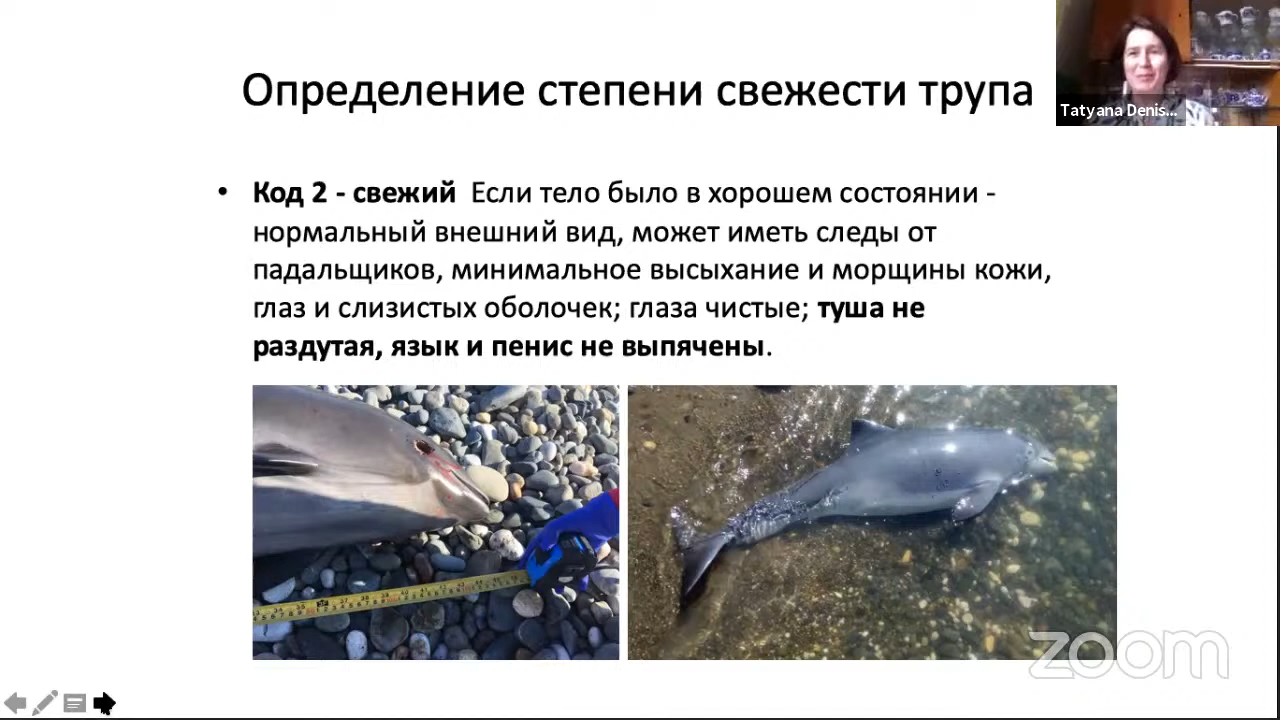 Определение степени свежести трупа
Tatyana Denis...
• Код 2 - свежий Если тело было в хорошем состоянии -
нормальный внешний вид, может иметь следы от
падальщиков, минимальное высыхание и морщины кожи,
глаз и слизистых оболочек; глаза чистые; туша не
раздутая, язык и пенис не выпячены.
zoom